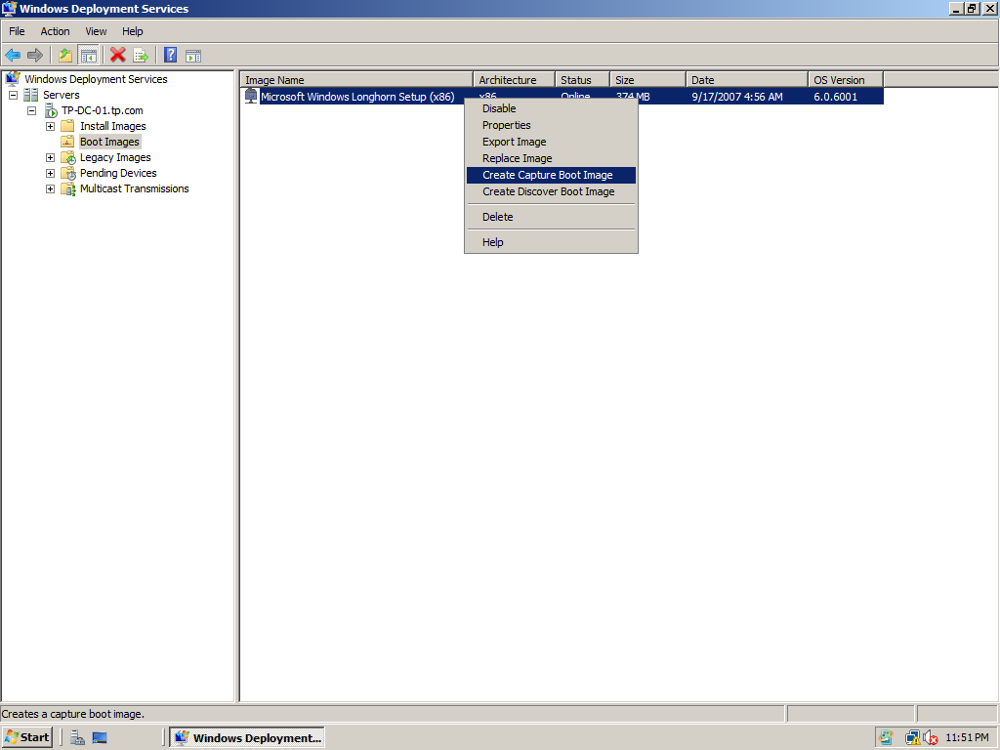 Windows Deployment Services
File Action View Help
Windows Deployment Services
Servers
TP-DC-01.tp.com
Install Images
Boot Images
Legacy Images
Pending Devices
Multicast Transmissions
Image Name Architecture Status Size Date OS Version
Microsoft Windows Longhorn Setup (x86) x86 Online 374 MB 9/17/2007 4:56 AM 6.0.6001
Disable
Properties
Export Image
Replace Image
Create Capture Boot Image
Create Discover Boot Image
Delete
Help
Creates a capture boot image.
Start Windows Deployment... 11:51 PM